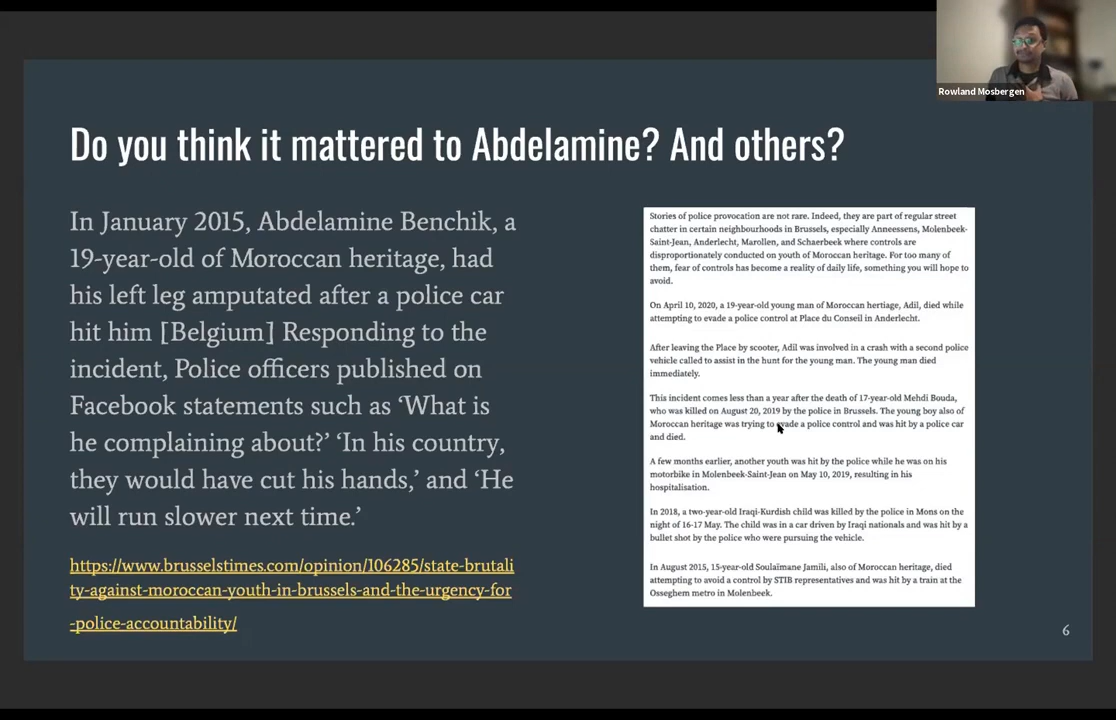 Rowland Mosbergen
Do you think it mattered to Abdelamine? And others?
In January 2015, Abdelamine Benchik, a
19-year-old of Moroccan heritage, had
his left leg amputated after a police car
hit him [Belgium] Responding to the
incident, Police officers published on
Facebook statements such as ‘What is
he complaining about?’ ‘In his country,
they would have cut his hands,’ and ‘He
will run slower next time.’
https://www.brusselstimes.com/opinion/106285/state-brutali
ty-against-moroccan-youth-in-brussels-and-the-urgency-for
-police-accountability/
Stories of police provocation are not rare. Indeed, they are part of regular street
chatter in certain neighbourhoods in Brussels, especially Anneessens, Molenbeek-
Saint-Jean, Anderlecht, Marollen, and Schaerbeek where controls are
disproportionately conducted on youth of Moroccan heritage. For too many of
them, fear of controls has become a reality of daily life, something you will hope to
avoid.
On April 10, 2020, a 19-year-old young man of Moroccan hertiage, Adil, died while
attempting to evade a police control at Place du Conseil in Anderlecht.
After leaving the Place by scooter, Adil was involved in a crash with a second police
vehicle called to assist in the hunt for the young man. The young man died
immediately.
This incident comes less than a year after the death of 17-year-old Mehdi Bouda,
who was killed on August 20, 2019 by the police in Brussels. The young boy also of
Moroccan heritage was trying to evade a police control and was hit by a police car
and died.
A few months earlier, another youth was hit by the police while he was on his
motorbike in Molenbeek-Saint-Jean on May 10, 2019, resulting in his
hospitalisation.
In 2018, a two-year-old Iraqi-Kurdish child was killed by the police in Mons on the
night of 16-17 May. The child was in a car driven by Iraqi nationals and was hit by a
bullet shot by the police who were pursuing the vehicle.
In August 2015, 15-year-old Soulaïmane Jamili, also of Moroccan heritage, died
attempting to avoid a control by STIB representatives and was hit by a train at the
Osseghem metro in Molenbeek.
6